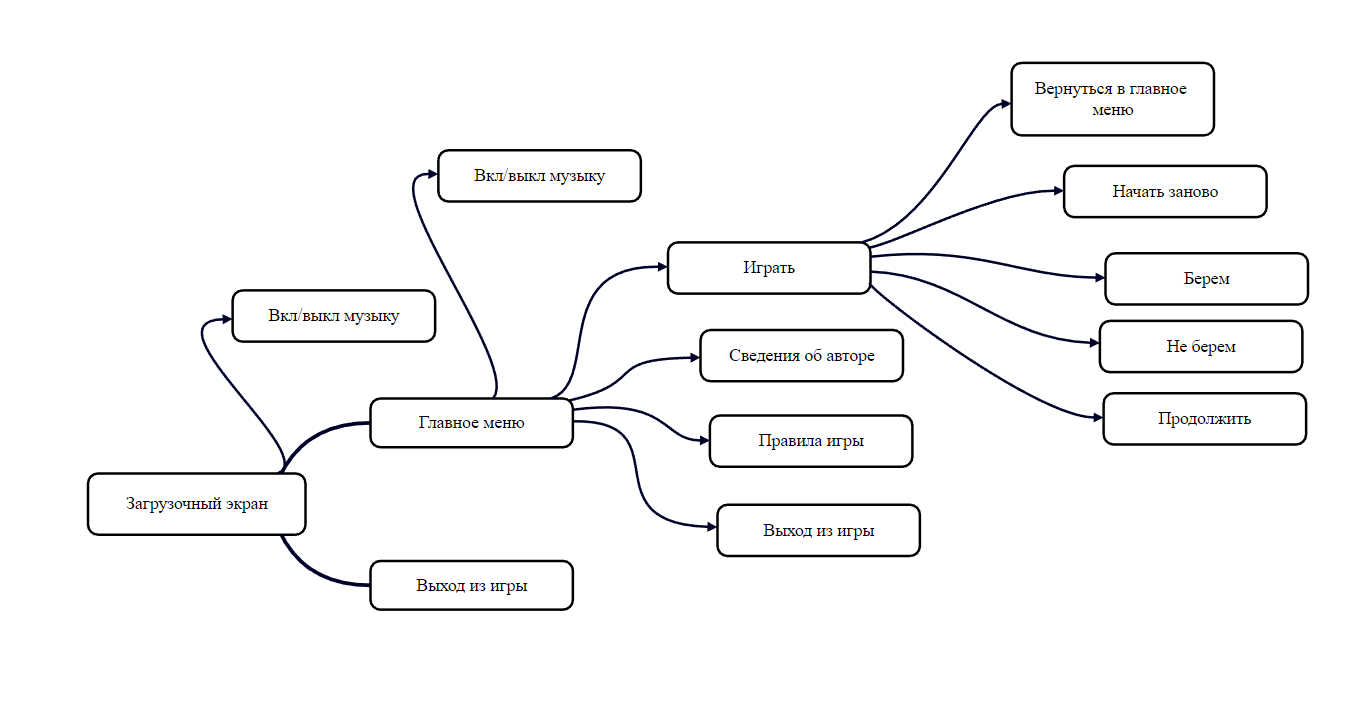 Вернуться в главное
меню
Вкл/выкл музыку
Начать заново
Играть
Берем
Вкл/выкл музыку
Сведения об авторе
Не берем
Главное меню
Правила игры
Продолжить
Загрузочный экран
Выход из игры
Выход из игры